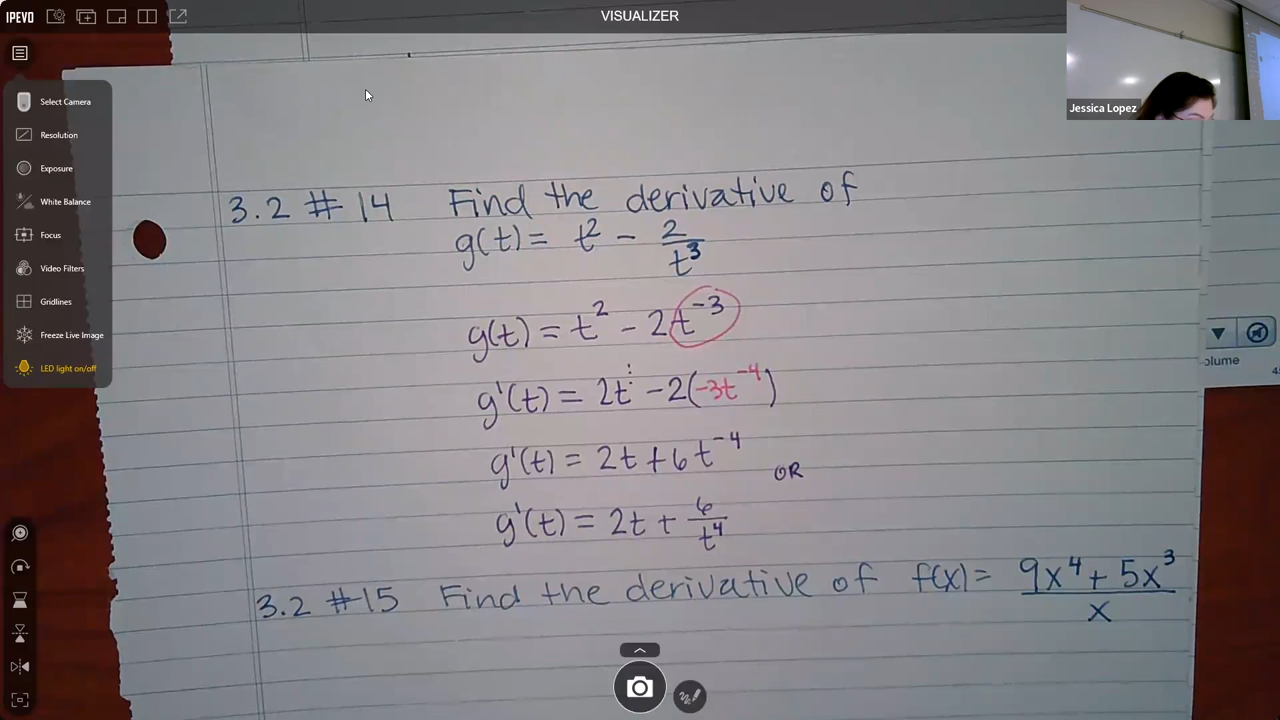 IPEVO
VISUALIZER
Select Camera
Resolution
Exposure
White Balance
Focus
Video Filters
Gridlines
Freeze Live Image
LED light on/off
Jessica Lopez
3.2 # 14 Find the derivative of
g(t) = t² - 2/t³
g(t) = t² - 2t⁻³
g'(t) = 2t - 2(-3t⁻⁴)
g'(t) = 2t + 6t⁻⁴ OR
g'(t) = 2t + 6/t⁴
3.2 #15 Find the derivative of f(x) = 9x⁴ + 5x³/x
olume